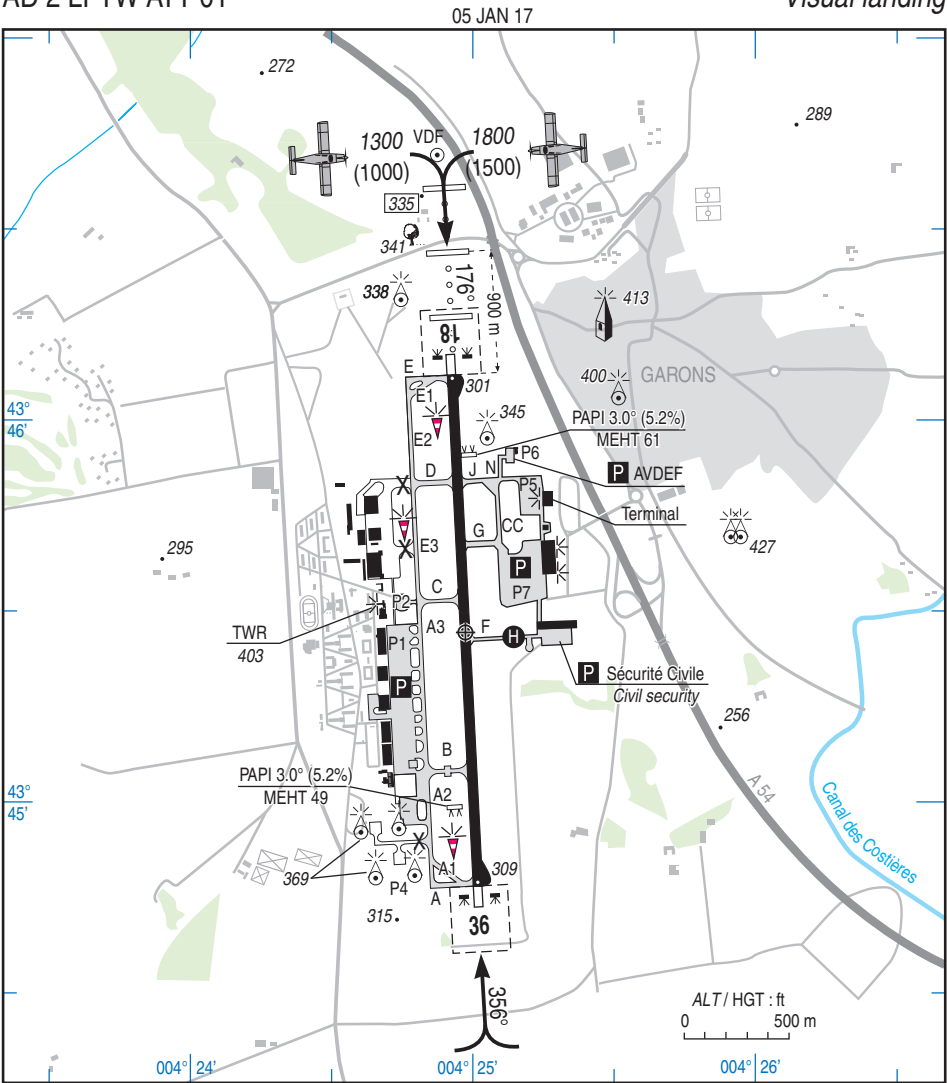 AD 2 LFTW ATT 01
Visual landing
05 JAN 17
272
289
1300
(1000)
VDF
1800
(1500)
335
341
338
176°
900 m
18
413
400
GARONS
E
301
E1
345
43°
46'
PAPI 3.0° (5.2%)
MEHT 61
E2
D
J
N
P6
P AVDEF
P5
Terminal
G
CC
427
295
E3
P
P7
C
P2
TWR
403
A3
F
H
P1
P Sécurité Civile
Civil security
P
256
B
PAPI 3.0° (5.2%)
MEHT 49
A2
43°
45'
A 54
Canal des Costières
369
A1
309
P4
A
315
36
356°
ALT / HGT : ft
0 500 m
004° 24'
004° 25'
004° 26'